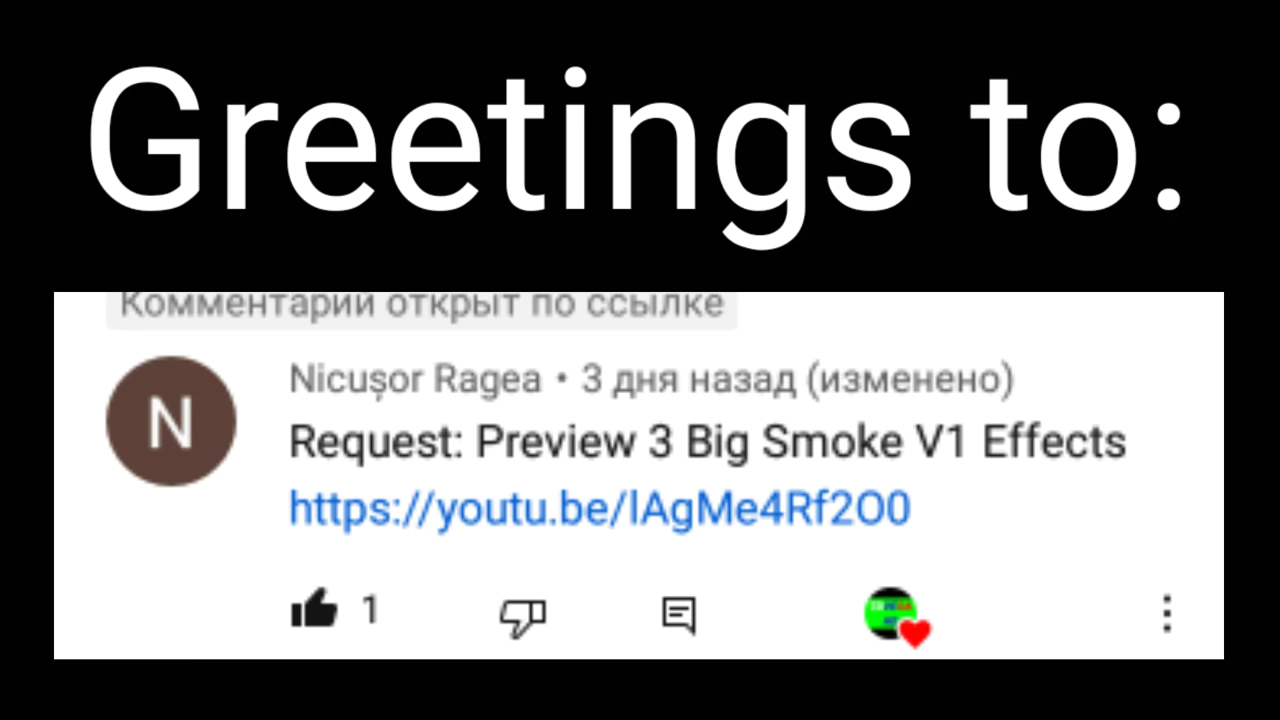 Greetings to:
Комментарий открыт по ссылке
Nicușor Ragea • 3 дня назад (изменено)
Request: Preview 3 Big Smoke V1 Effects
https://youtu.be/lAgMe4Rf2O0
N
1